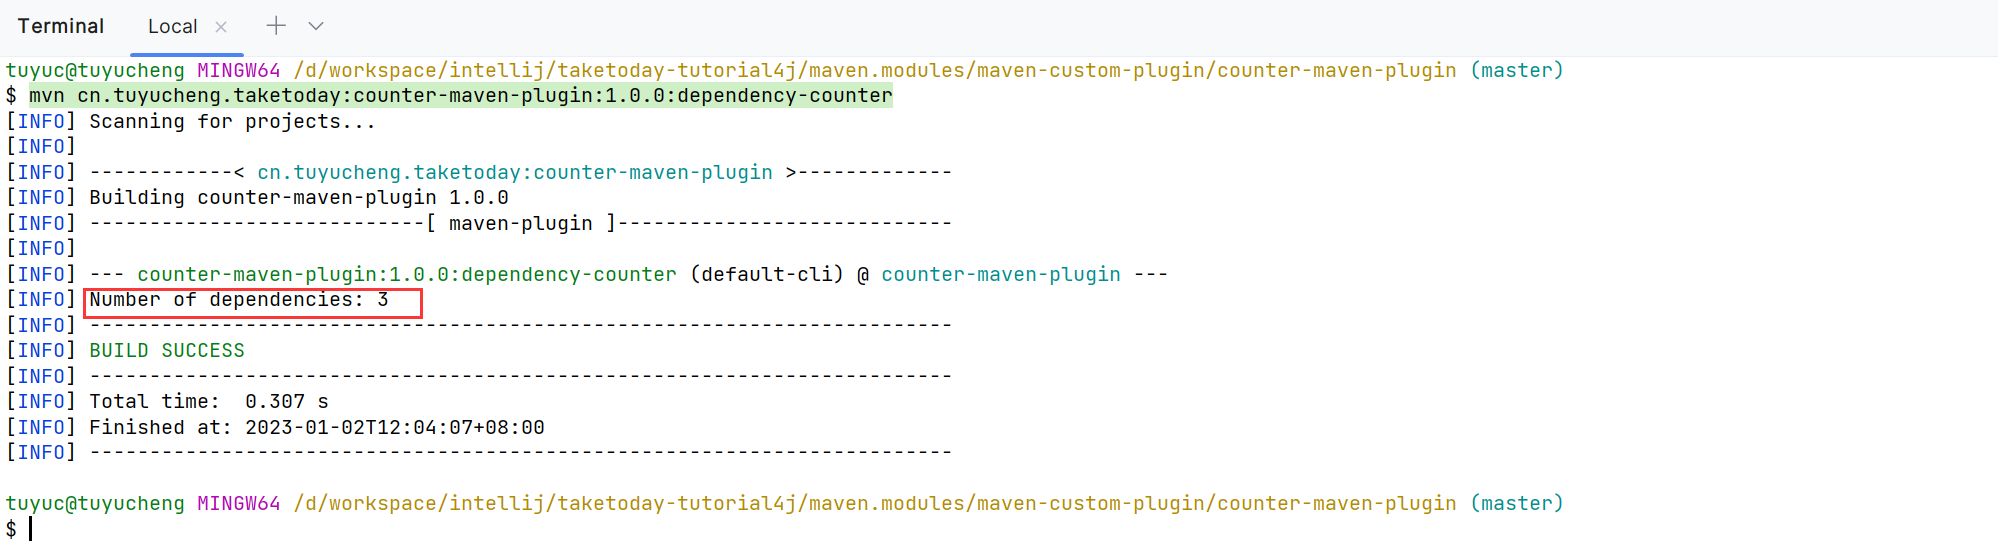 Terminal Local
tuyuc@tuyucheng MINGW64 /d/workspace/intellij/taketoday-tutorial4j/maven.modules/maven-custom-plugin/counter-maven-plugin (master)
$ mvn cn.tuyucheng.taketoday:counter-maven-plugin:1.0.0:dependency-counter
[INFO] Scanning for projects...
[INFO]
[INFO] ------------< cn.tuyucheng.taketoday:counter-maven-plugin >-------------
[INFO] Building counter-maven-plugin 1.0.0
[INFO] ----------------------------[ maven-plugin ]----------------------------
[INFO]
[INFO] --- counter-maven-plugin:1.0.0:dependency-counter (default-cli) @ counter-maven-plugin ---
[INFO] Number of dependencies: 3
[INFO] ------------------------------------------------------------------------
[INFO] BUILD SUCCESS
[INFO] ------------------------------------------------------------------------
[INFO] Total time:  0.307 s
[INFO] Finished at: 2023-01-02T12:04:07+08:00
[INFO] ------------------------------------------------------------------------
tuyuc@tuyucheng MINGW64 /d/workspace/intellij/taketoday-tutorial4j/maven.modules/maven-custom-plugin/counter-maven-plugin (master)
$